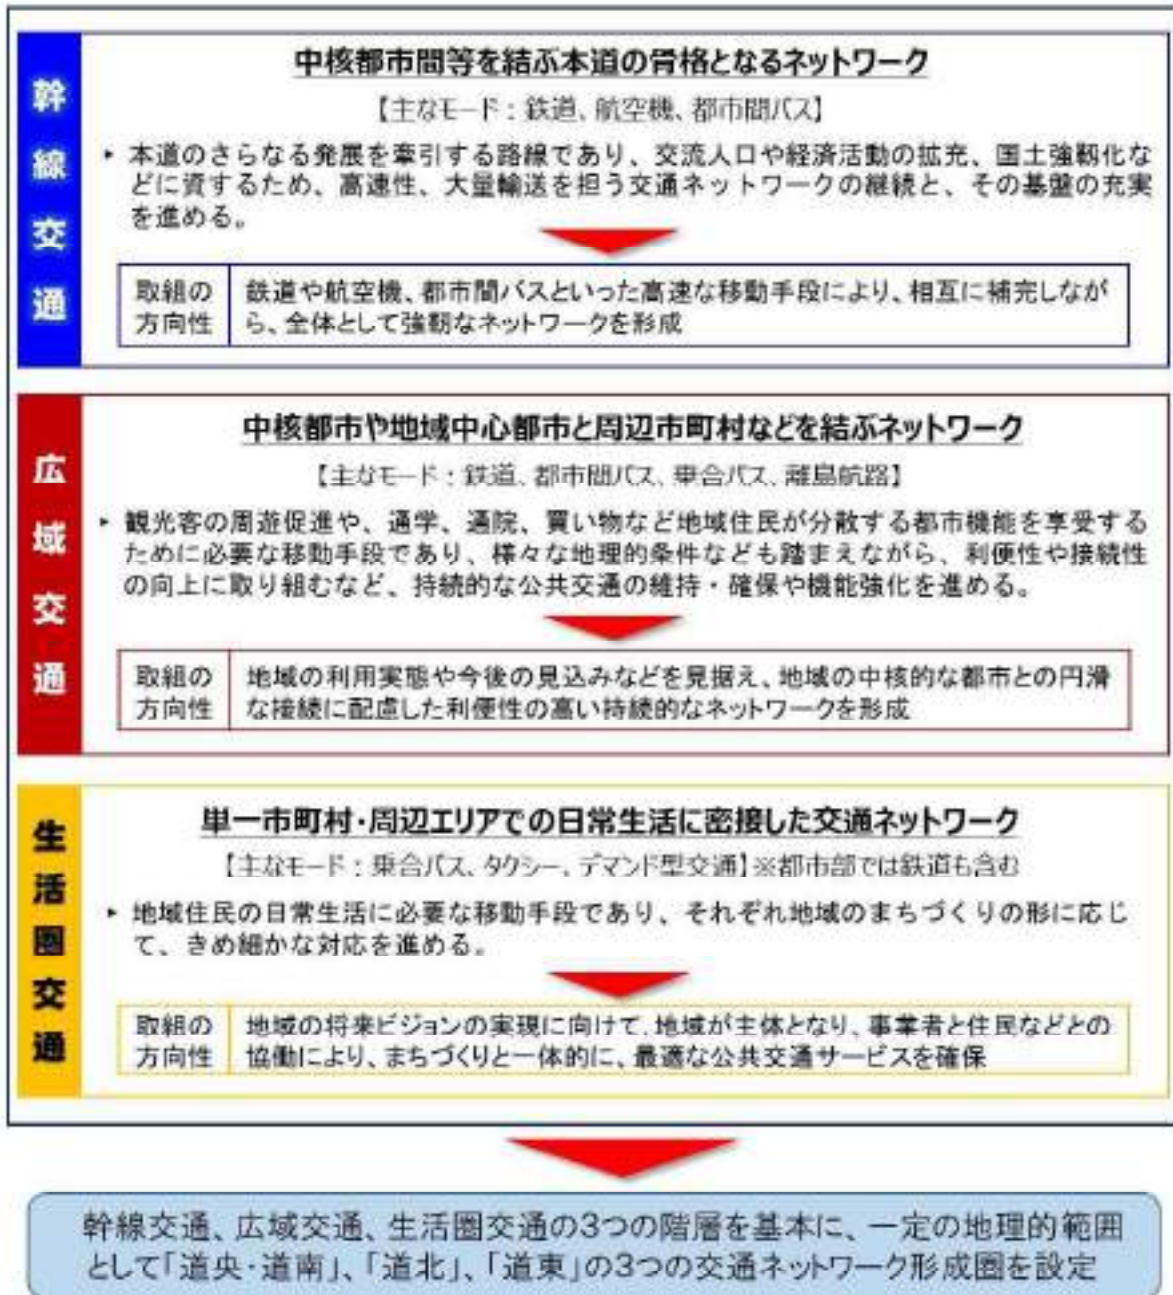 幹線交通
中核都市間等を結ぶ本道の骨格となるネットワーク
【主なモード：鉄道、航空機、都市間バス】
▸ 本道のさらなる発展を牽引する路線であり、交流人口や経済活動の拡充、国土強靱化な
どに資するため、高速性、大量輸送を担う交通ネットワークの継続と、その基盤の充実
を進める。
取組の
方向性
鉄道や航空機、都市間バスといった高速な移動手段により、相互に補完しなが
ら、全体として強靱なネットワークを形成
広域交通
中核都市や地域中心都市と周辺市町村などを結ぶネットワーク
【主なモード：鉄道、都市間バス、乗合バス、離島航路】
▸ 観光客の周遊促進や、通学、通院、買い物など地域住民が分散する都市機能を享受する
ために必要な移動手段であり、様々な地理的条件なども踏まえながら、利便性や接続性
の向上に取り組むなど、持続的な公共交通の維持・確保や機能強化を進める。
取組の
方向性
地域の利用実態や今後の見込みなどを見据え、地域の中核的な都市との円滑
な接続に配慮した利便性の高い持続的なネットワークを形成
生活圏交通
単一市町村・周辺エリアでの日常生活に密接した交通ネットワーク
【主なモード：乗合バス、タクシー、デマンド型交通】※都市部では鉄道も含む
▸ 地域住民の日常生活に必要な移動手段であり、それぞれ地域のまちづくりの形に応じ
て、きめ細かな対応を進める。
取組の
方向性
地域の将来ビジョンの実現に向けて、地域が主体となり、事業者と住民などとの
協働により、まちづくりと一体的に、最適な公共交通サービスを確保
幹線交通、広域交通、生活圏交通の3つの階層を基本に、一定の地理的範囲
として「道央・道南」、「道北」、「道東」の3つの交通ネットワーク形成圏を設定